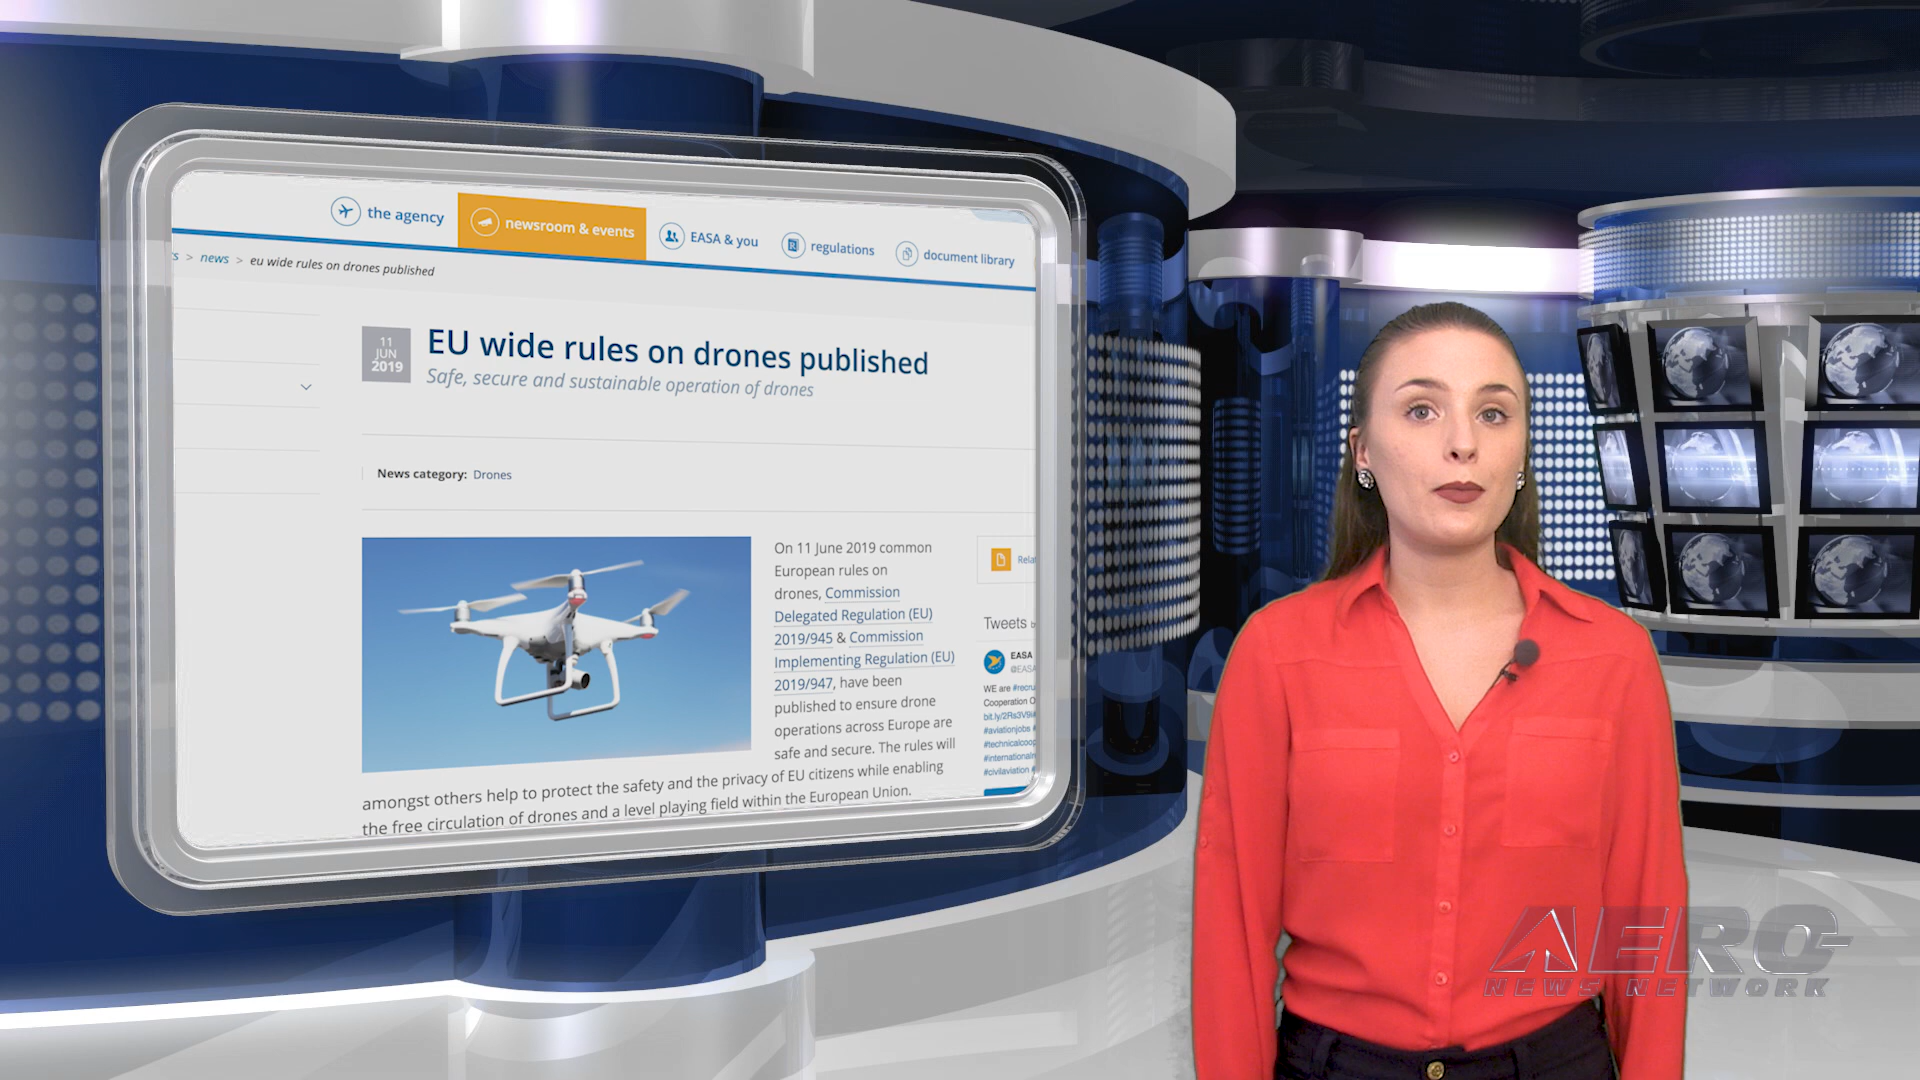 the agency
newsroom & events
EASA & you
regulations
document library
> news > eu wide rules on drones published
11
JUN
2019
EU wide rules on drones published
Safe, secure and sustainable operation of drones
News category: Drones
On 11 June 2019 common
European rules on
drones, Commission
Delegated Regulation (EU)
2019/945 & Commission
Implementing Regulation (EU)
2019/947, have been
published to ensure drone
operations across Europe are
safe and secure. The rules will
amongst others help to protect the safety and the privacy of EU citizens while enabling
the free circulation of drones and a level playing field within the European Union.
Tweets
EASA
WE are
Cooperation
#aviationjobs
AERO
NEWS NETWORK